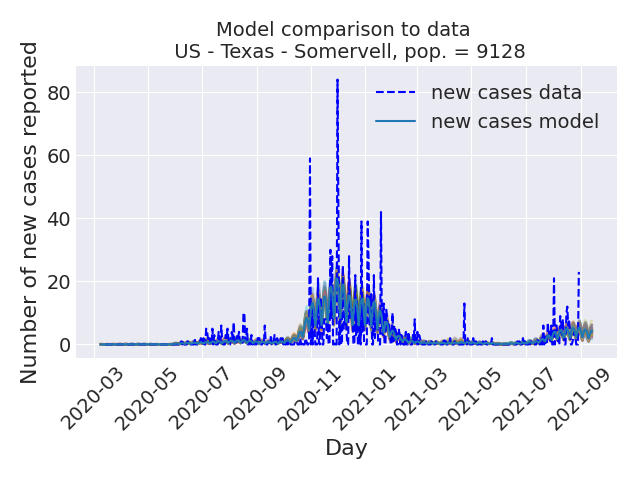 Model comparison to data
US - Texas - Somervell, pop. = 9128
Number of new cases reported
80
60
40
20
0
new cases data
new cases model
2020-03
2020-05
2020-07
2020-09
2020-11
2021-01
2021-03
2021-05
2021-07
2021-09
Day